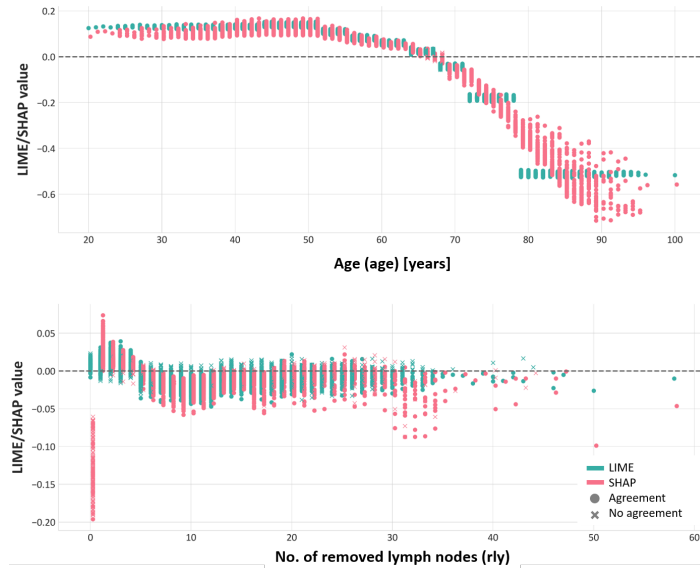 LIME/SHAP value
0.2
0.0
−0.2
−0.4
−0.6
20 30 40 50 60 70 80 90 100
Age (age) [years]
LIME/SHAP value
0.05
0.00
−0.05
−0.10
−0.15
−0.20
LIME
SHAP
Agreement
No agreement
0 10 20 30 40 50 60
No. of removed lymph nodes (rly)